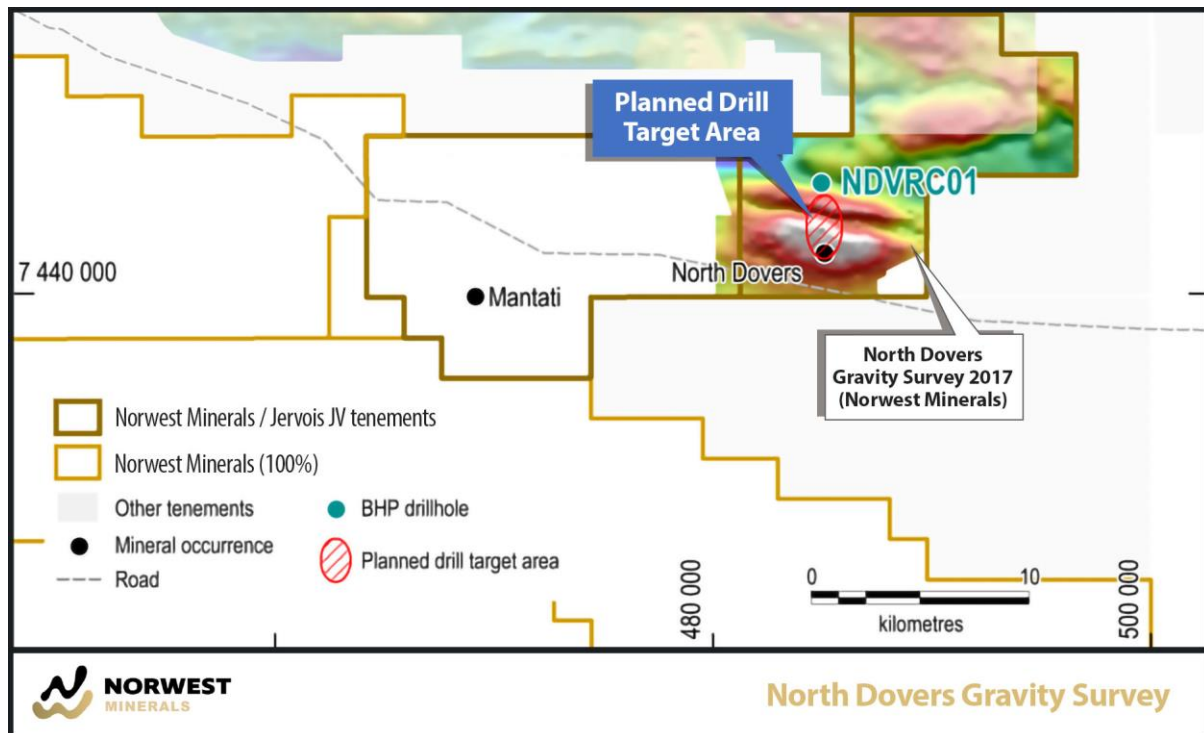 Planned Drill
Target Area
NDVRC01
7 440 000
North Dovers
Mantati
North Dovers
Gravity Survey 2017
(Norwest Minerals)
Norwest Minerals / Jervois JV tenements
Norwest Minerals (100%)
Other tenements
BHP drillhole
Mineral occurrence
Planned drill target area
Road
0
10
kilometres
480 000
500 000
NORWEST
MINERALS
North Dovers Gravity Survey